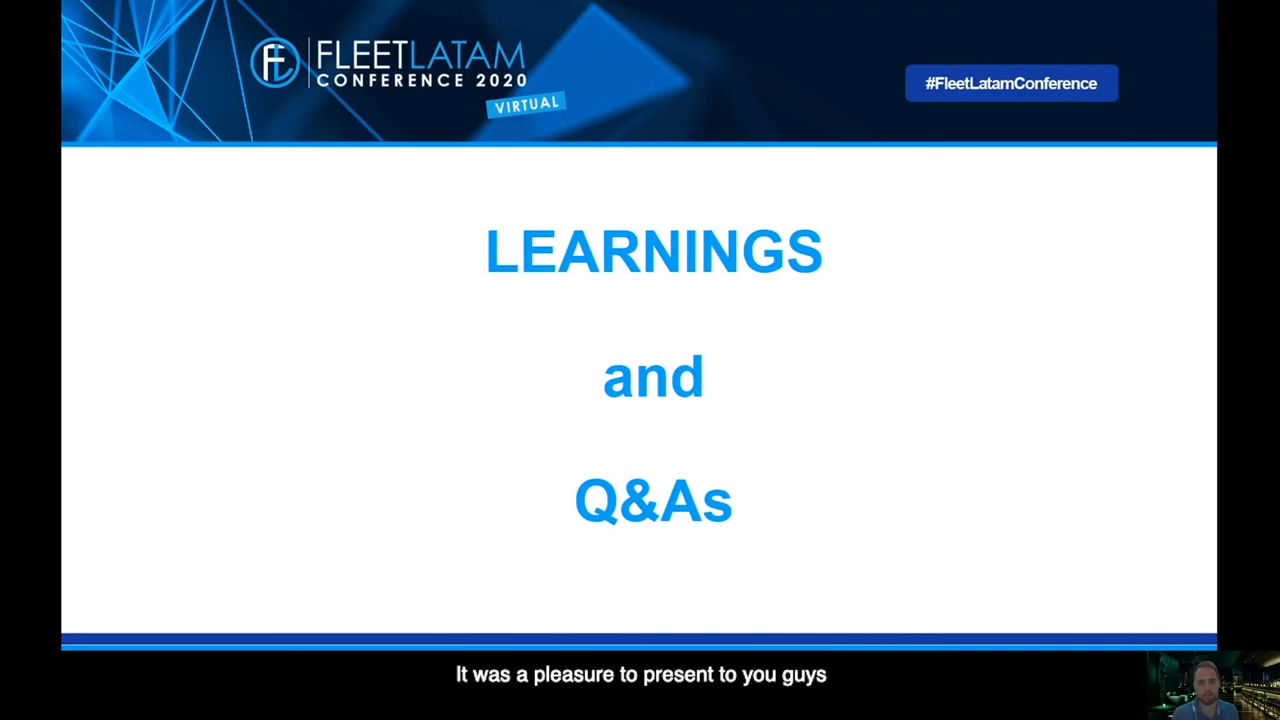 FLEETLATAM
CONFERENCE 2020
VIRTUAL
#FleetLatamConference
LEARNINGS
and
Q&As
It was a pleasure to present to you guys